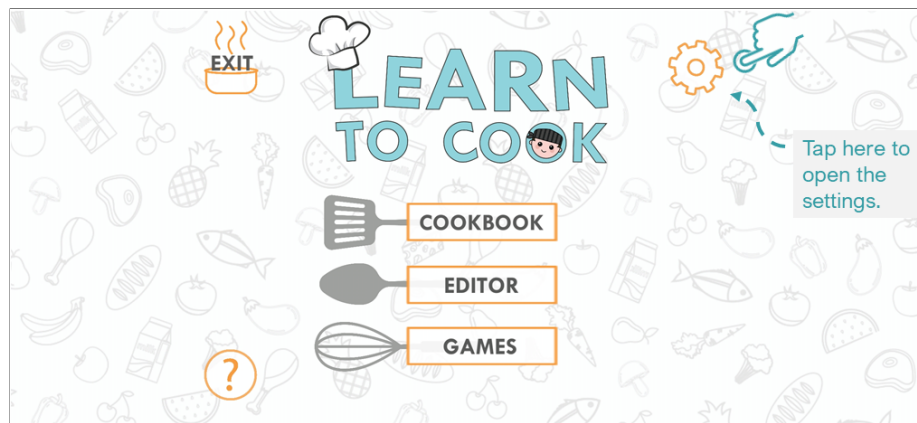 EXIT
LEARN
TO COOK
Tap here to
open the
settings.
COOKBOOK
EDITOR
GAMES
?